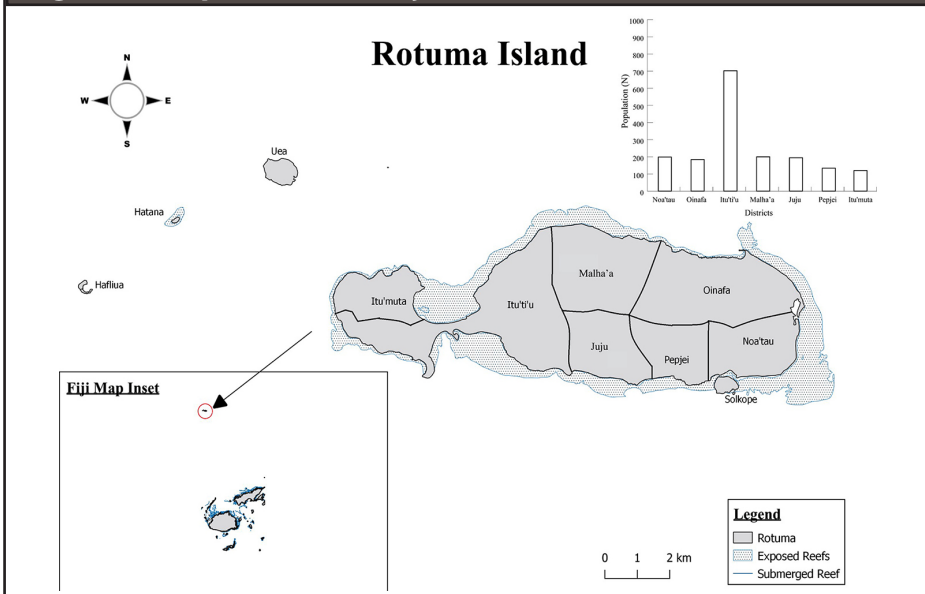 Rotuma Island
N
W
E
S
Uea
Hatana
Hafliua
Itu'muta
Itu'ti'u
Malha'a
Oinafa
Juju
Pepjei
Noa'tau
Solkope
Population (N)
1000
900
800
700
600
500
400
300
200
100
0
Noa'tau Oinafa Itu'ti'u Malha'a Juju Pepjei Itu'muta
Districts
Fiji Map Inset
0 1 2 km
Legend
Rotuma
Exposed Reefs
Submerged Reef